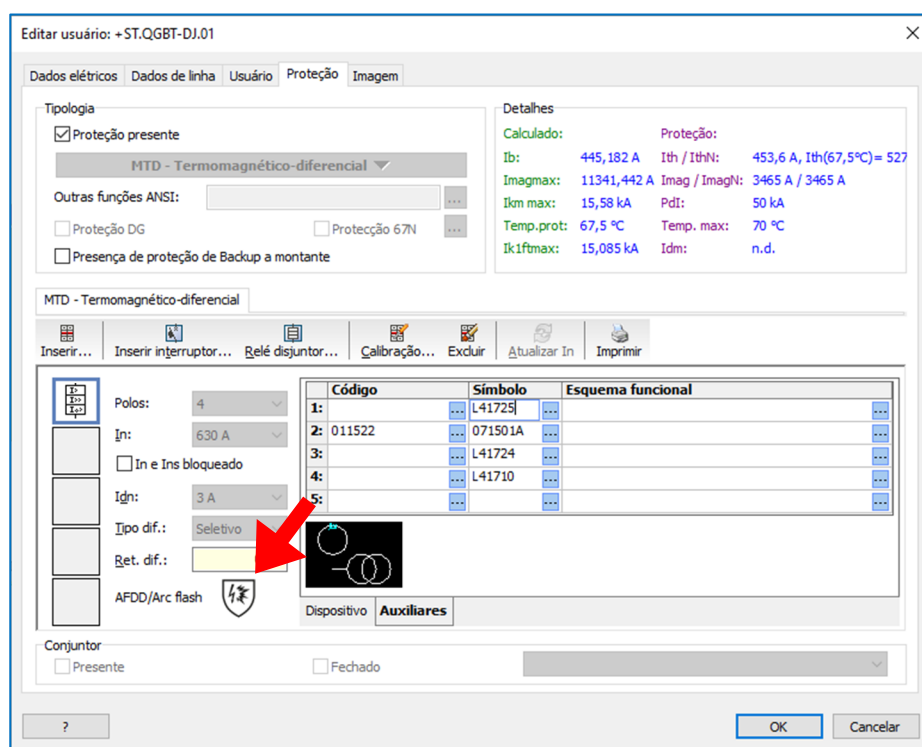 Editar usuário: +ST.QGBT-DJ.01
Dados elétricos Dados de linha Usuário Proteção Imagem
Tipologia
Proteção presente
MTD - Termomagnético-diferencial
Outras funções ANSI:
...
Proteção DG
Protecção 67N
...
Presença de proteção de Backup a montante
Detalhes
Calculado: Proteção:
Ib: 445,182 A Ith / IthN: 453,6 A, Ith(67,5ºC)= 527
Imagmax: 11341,442 A Imag / ImagN: 3465 A / 3465 A
Ikm max: 15,58 kA PdI: 50 kA
Temp.prot: 67,5 ºC Temp. max: 70 ºC
Ik1ftmax: 15,085 kA Idm: n.d.
MTD - Termomagnético-diferencial
Inserir... Inserir interruptor... Relé disjuntor... Calibração... Excluir Atualizar In Imprimir
Polos: 4
In: 630 A
In e Ins bloqueado
Idn: 3 A
Tipo dif.: Seletivo
Ret. dif.:
AFDD/Arc flash
Código Símbolo Esquema funcional
1: ... L41725 ... ...
2: 011522 ... 071501A ... ...
3: ... L41724 ... ...
4: ... L41710 ... ...
5: ... ... ...
Dispositivo Auxiliares
Conjuntor
Presente Fechado
? OK Cancelar